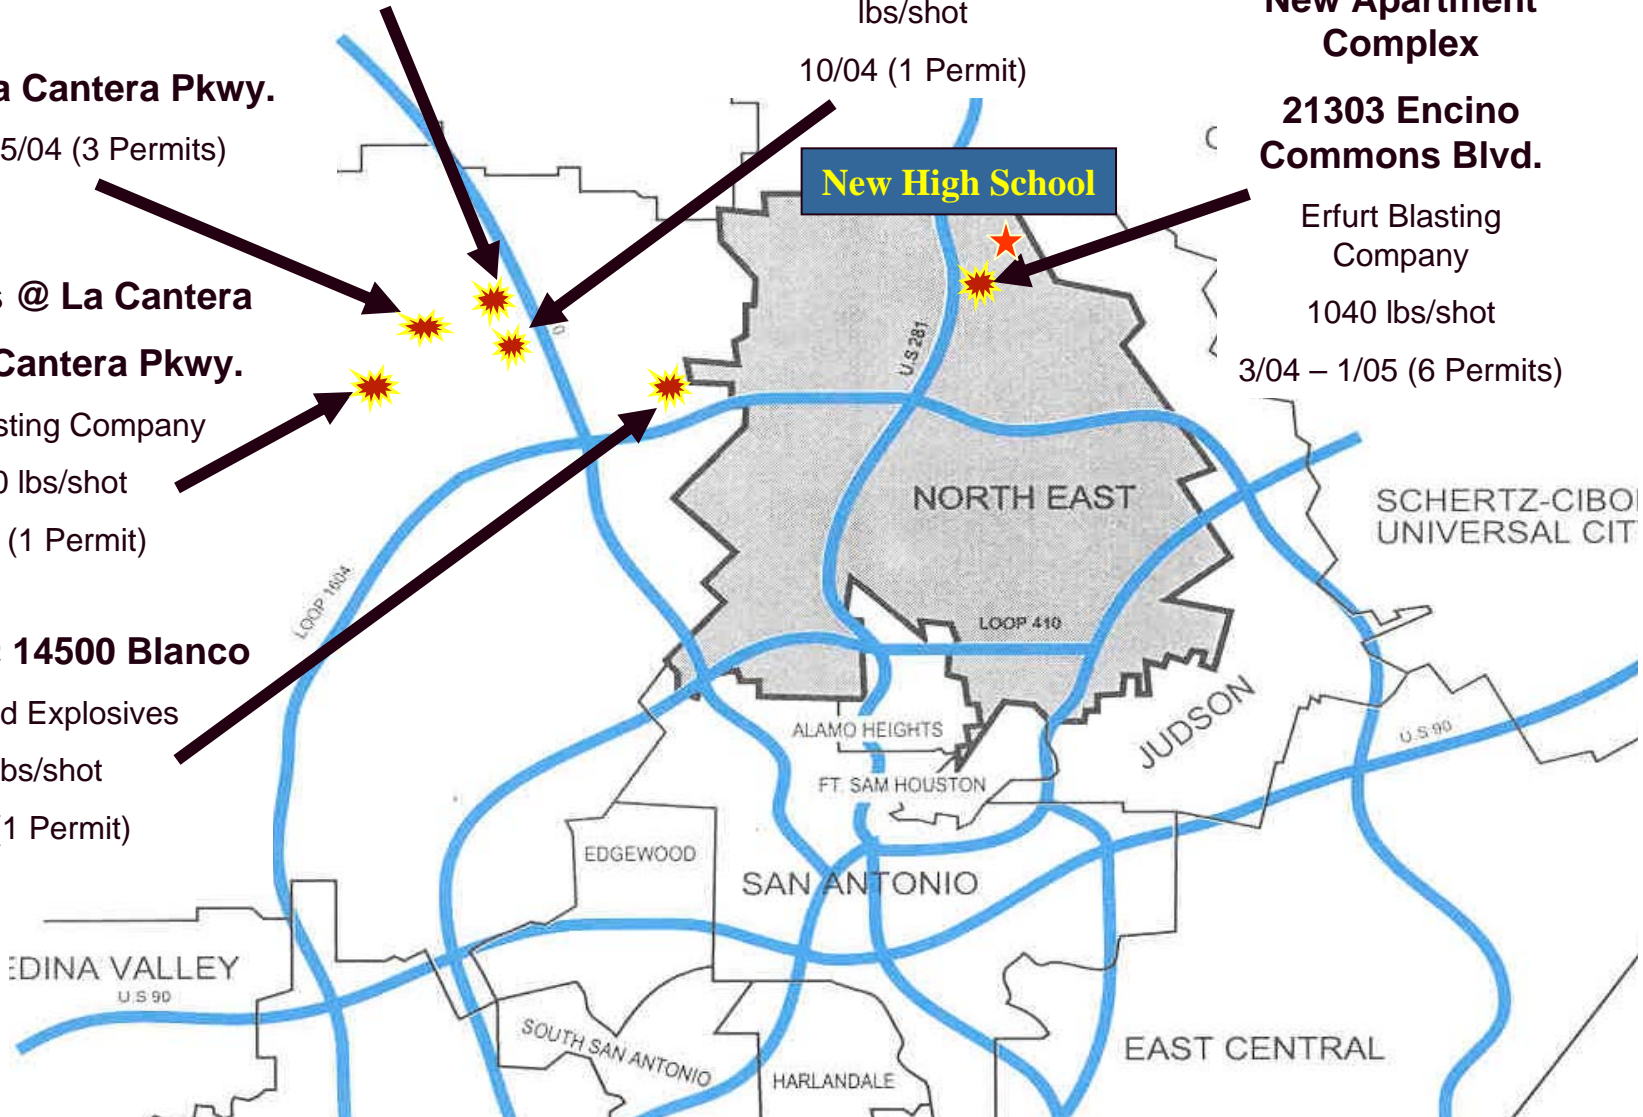 lbs/shot
10/04 (1 Permit)
New Apartment
Complex
21303 Encino
Commons Blvd.
Erfurt Blasting
Company
1040 lbs/shot
3/04 – 1/05 (6 Permits)
a Cantera Pkwy.
5/04 (3 Permits)
s @ La Cantera
Cantera Pkwy.
sting Company
0 lbs/shot
(1 Permit)
14500 Blanco
d Explosives
bs/shot
1 Permit)
New High School
U.S 281
NORTH EAST
SCHERTZ-CIBO
UNIVERSAL CIT
LOOP 1604
LOOP 410
ALAMO HEIGHTS
JUDSON
U.S 90
FT. SAM HOUSTON
EDGEWOOD
SAN ANTONIO
EDINA VALLEY
U.S 90
SOUTH SAN ANTONIO
HARLANDALE
EAST CENTRAL